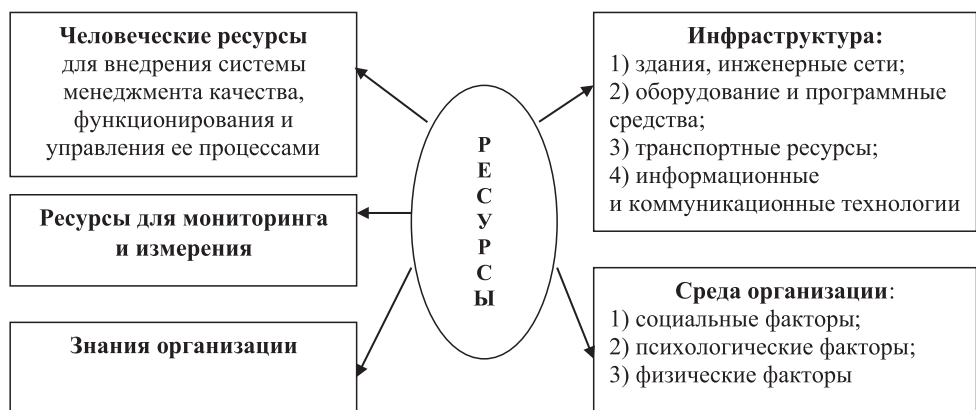 Человеческие ресурсы
для внедрения системы
менеджмента качества,
функционирования и
управления ее процессами
Ресурсы для мониторинга
и измерения
Знания организации
РЕСУРСЫ
Инфраструктура:
1) здания, инженерные сети;
2) оборудование и программные
средства;
3) транспортные ресурсы;
4) информационные
и коммуникационные технологии
Среда организации:
1) социальные факторы;
2) психологические факторы;
3) физические факторы